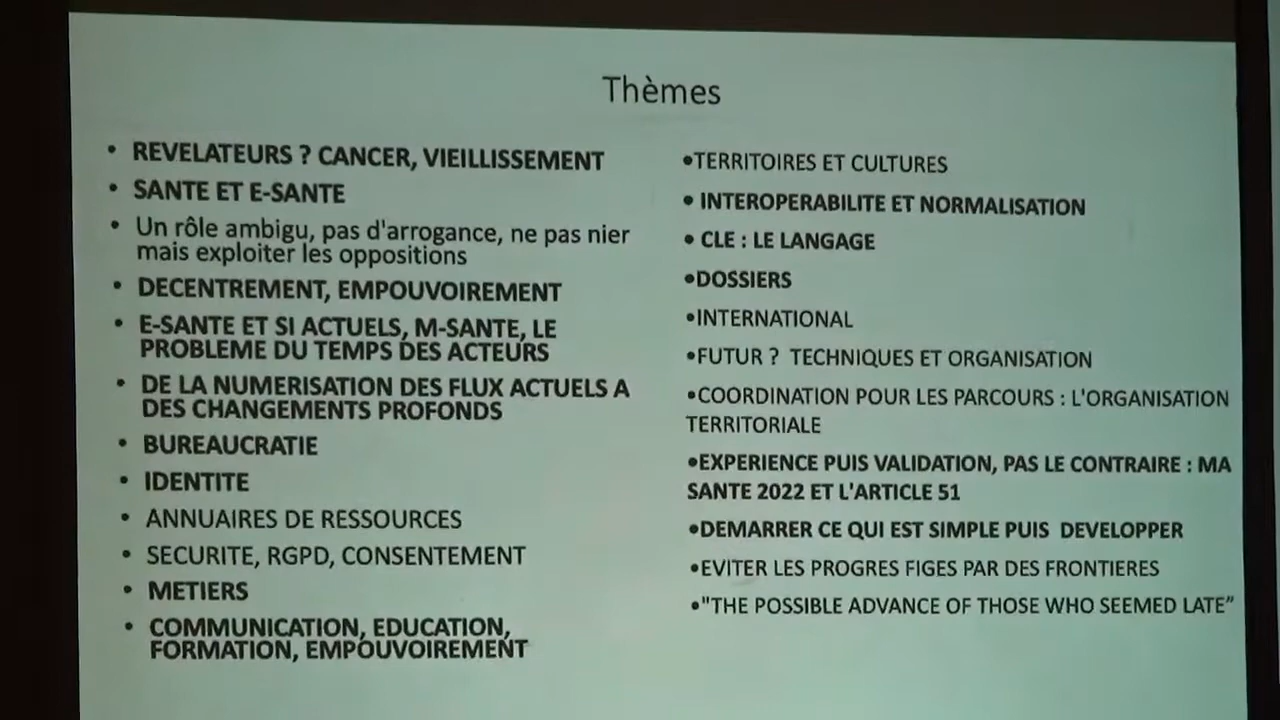 Thèmes
• REVELATEURS ? CANCER, VIEILLISSEMENT
• SANTE ET E-SANTE
• Un rôle ambigu, pas d'arrogance, ne pas nier
mais exploiter les oppositions
• DECENTREMENT, EMPOUVOIREMENT
• E-SANTE ET SI ACTUELS, M-SANTE, LE
PROBLEME DU TEMPS DES ACTEURS
• DE LA NUMERISATION DES FLUX ACTUELS A
DES CHANGEMENTS PROFONDS
• BUREAUCRATIE
• IDENTITE
• ANNUAIRES DE RESSOURCES
• SECURITE, RGPD, CONSENTEMENT
• METIERS
• COMMUNICATION, EDUCATION,
FORMATION, EMPOUVOIREMENT
•TERRITOIRES ET CULTURES
• INTEROPERABILITE ET NORMALISATION
• CLE : LE LANGAGE
•DOSSIERS
•INTERNATIONAL
•FUTUR ? TECHNIQUES ET ORGANISATION
•COORDINATION POUR LES PARCOURS : L'ORGANISATION
TERRITORIALE
•EXPERIENCE PUIS VALIDATION, PAS LE CONTRAIRE : MA
SANTE 2022 ET L'ARTICLE 51
•DEMARRER CE QUI EST SIMPLE PUIS DEVELOPPER
•EVITER LES PROGRES FIGES PAR DES FRONTIERES
•"THE POSSIBLE ADVANCE OF THOSE WHO SEEMED LATE”